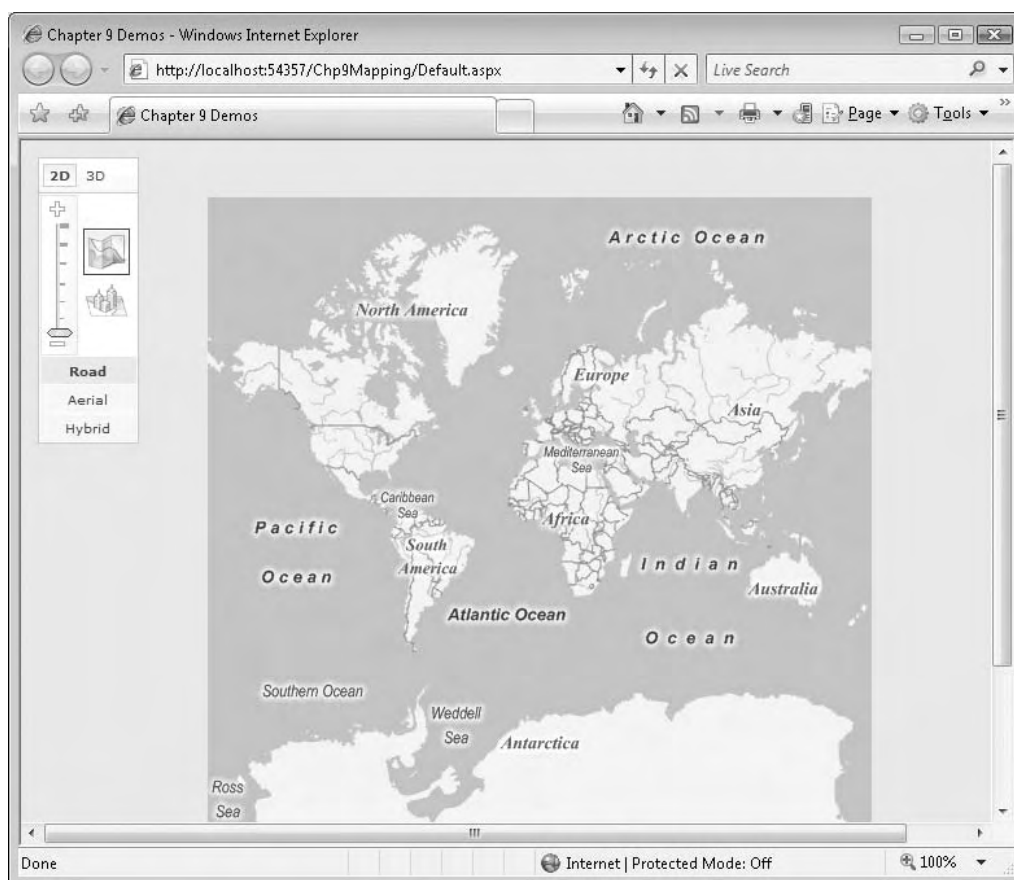 Chapter 9 Demos - Windows Internet Explorer
http://localhost:54357/Chp9Mapping/Default.aspx
Live Search
Chapter 9 Demos
Page
Tools
2D 3D
Road
Aerial
Hybrid
Arctic Ocean
North America
Europe
Asia
Mediterranean
Sea
Caribbean
Sea
Africa
Pacific
Ocean
South
America
Indian
Ocean
Australia
Atlantic Ocean
Southern Ocean
Weddell
Sea
Antarctica
Ross
Sea
Done
Internet | Protected Mode: Off
100%